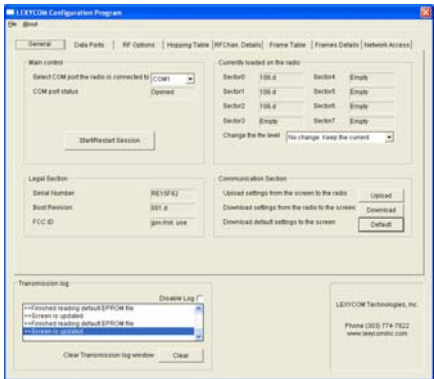 LEXYCOM Configuration Program
File About
General Data Ports RF Options Hopping Table RFChan. Details Frame Table Frames Details Network Access
Main control
Select COM port the radio is connected to COM1
COM port status Opened
Start/Restart Session
Currently loaded on the radio
Sector0 106.d Sector4 Empty
Sector1 106.d Sector5 Empty
Sector2 106.d Sector6 Empty
Sector3 Empty Sector7 Empty
Change the the level No change. Keep the current
Legal Section
Serial Number
Boot Revision 001.d
FCC ID gov/mil. use
Communication Section
Upload settings from the screen to the radio Upload
Download settings from the radio to the screen Download
Download default settings to the screen Default
Transmission log
Disable Log
++Finished reading default EPROM file
++Screen is updated
++Finished reading default EPROM file
++Screen is updated
Clear Transmission log window Clear
LEXYCOM Technologies, Inc.
Phone (303) 774-7822
www.lexycominc.com